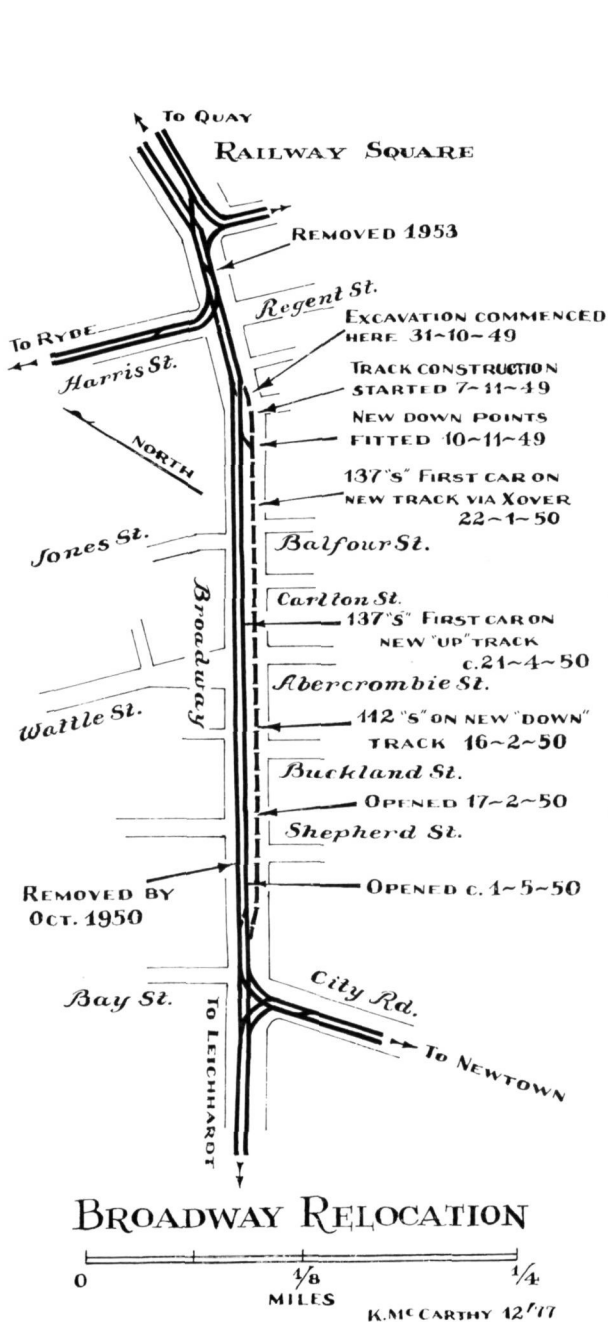 To Quay
Railway Square
Removed 1953
Regent St.
Excavation commenced
here 31-10-49
To Ryde
Harris St.
Track construction
started 7-11-49
New down points
fitted 10-11-49
North
137 "s" First car on
new track via Xover
22-1-50
Jones St.
Balfour St.
Broadway
Carlton St.
137 "s" First car on
new "up" track
c.21-4-50
Abercrombie St.
Wattle St.
112 "s" on new "down"
track 16-2-50
Buckland St.
Opened 17-2-50
Shepherd St.
Removed by
Oct. 1950
Opened c. 1-5-50
Bay St.
City Rd.
To Leichhardt
To Newtown
Broadway Relocation
0 1/8 1/4
Miles
K. McCarthy 12/'77